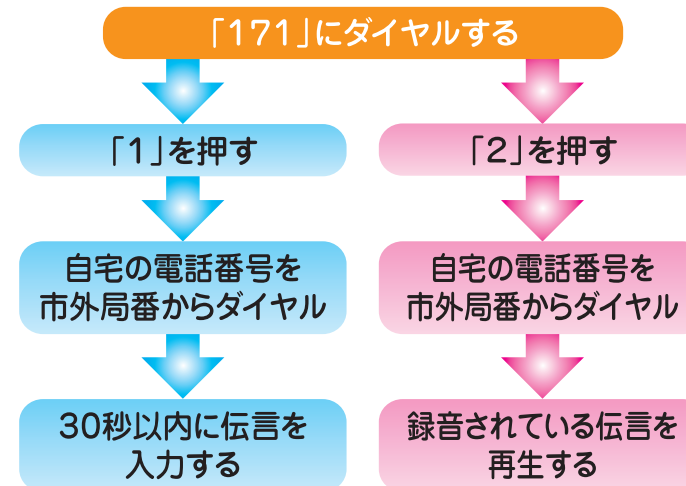 「171」にダイヤルする
「1」を押す
「2」を押す
自宅の電話番号を
市外局番からダイヤル
自宅の電話番号を
市外局番からダイヤル
30秒以内に伝言を
入力する
録音されている伝言を
再生する